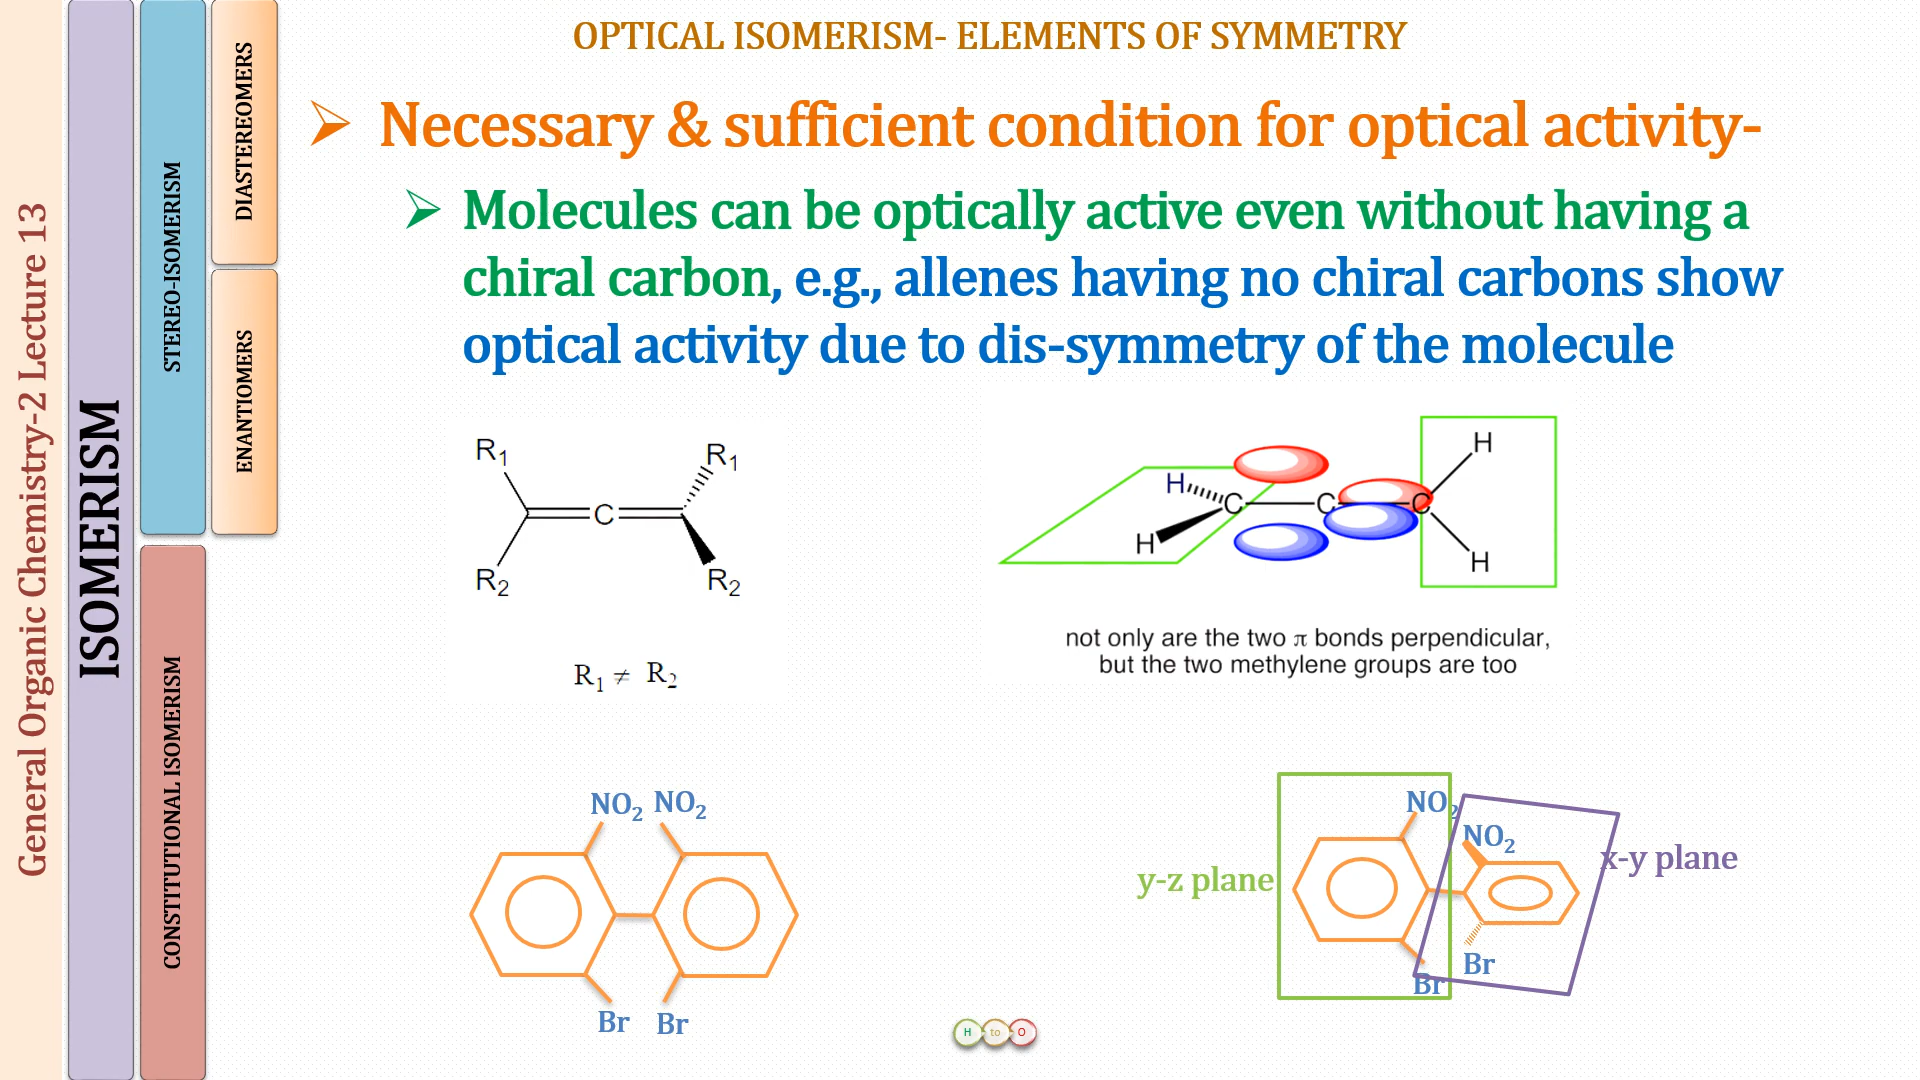 OPTICAL ISOMERISM- ELEMENTS OF SYMMETRY
General Organic Chemistry-2 Lecture 13
ISOMERISM
STEREO-ISOMERISM
CONSTITUTIONAL ISOMERISM
DIASTEREOMERS
ENANTIOMERS
➢ Necessary & sufficient condition for optical activity-
➢ Molecules can be optically active even without having a
chiral carbon, e.g., allenes having no chiral carbons show
optical activity due to dis-symmetry of the molecule
R₁ R₁
C
R₂ R₂
R₁ ≠ R₂
H
H C C C
H
H
not only are the two π bonds perpendicular,
but the two methylene groups are too
NO₂ NO₂
Br Br
NO₂
NO₂
y-z plane
x-y plane
Br
Br
H to O